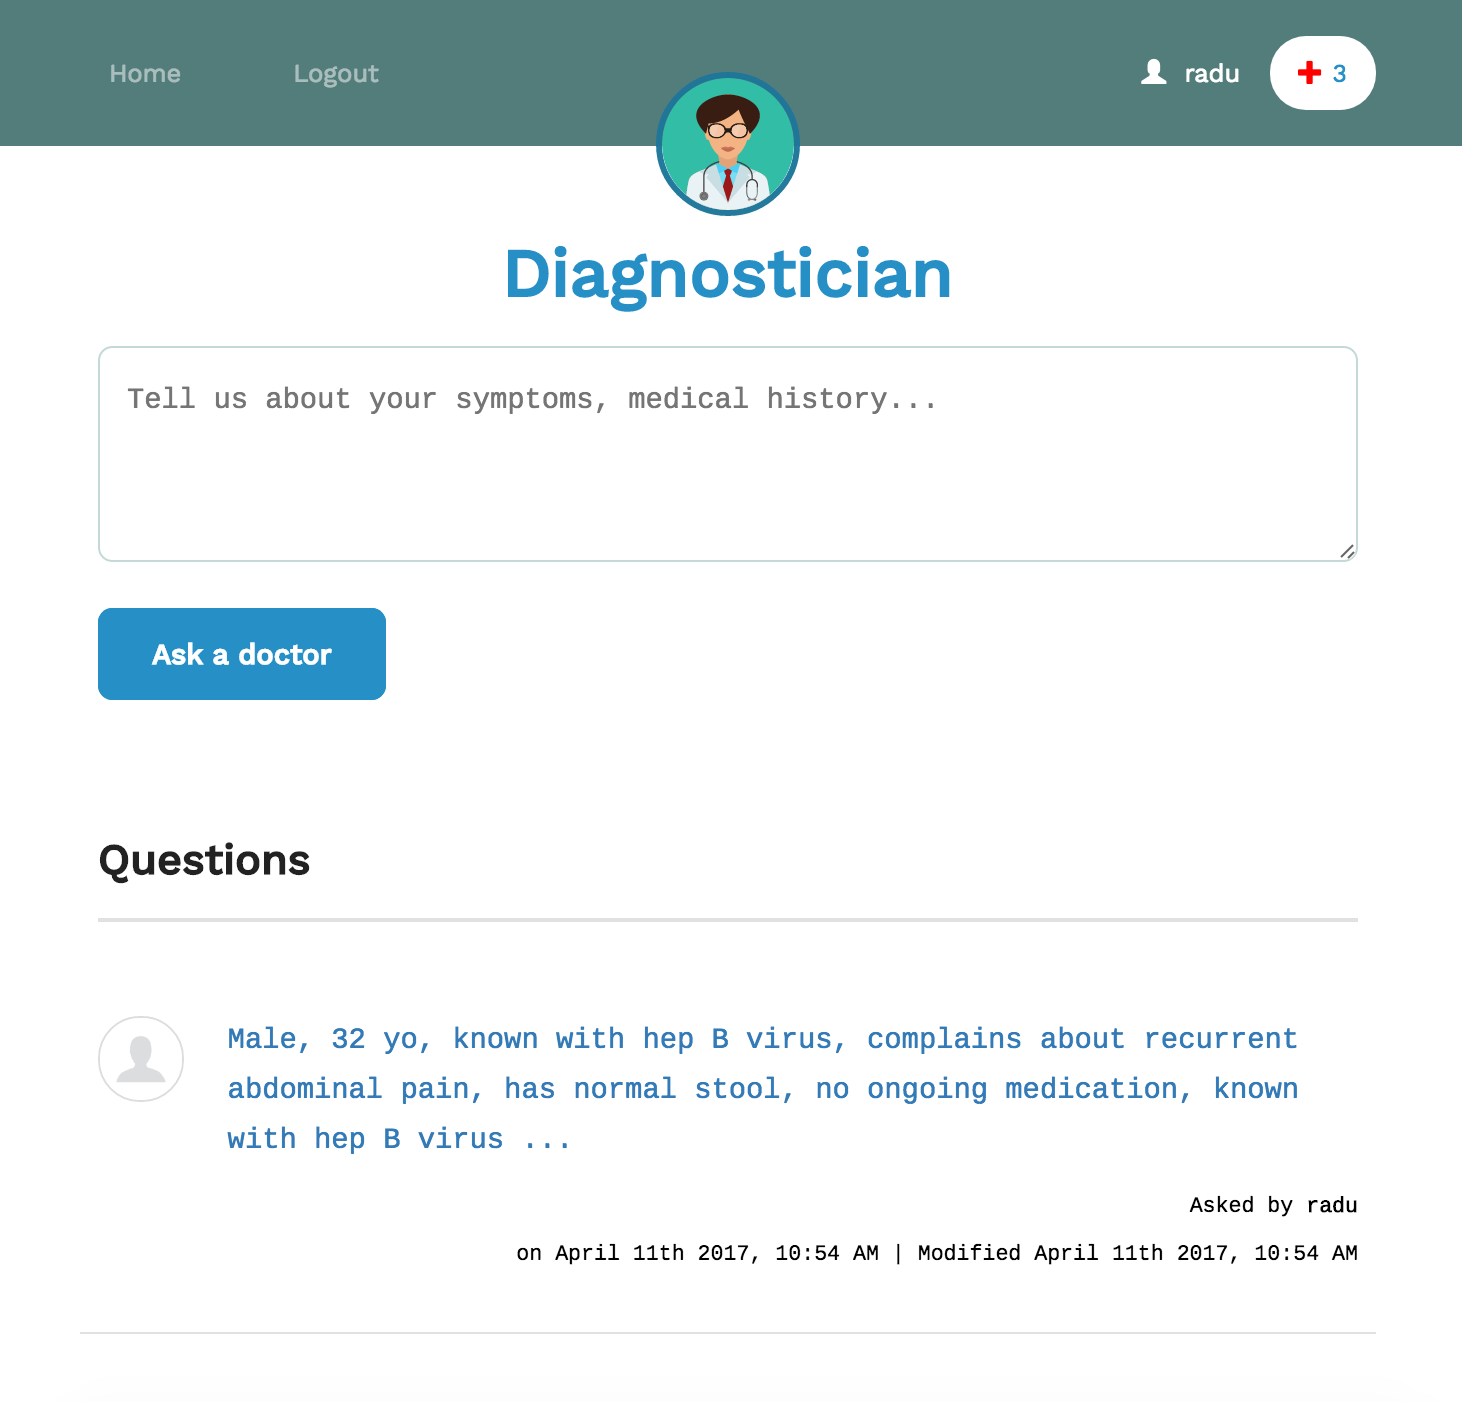 Home Logout radu 3
Diagnostician
Tell us about your symptoms, medical history...
Ask a doctor
Questions
Male, 32 yo, known with hep B virus, complains about recurrent
abdominal pain, has normal stool, no ongoing medication, known
with hep B virus ...
Asked by radu
on April 11th 2017, 10:54 AM | Modified April 11th 2017, 10:54 AM